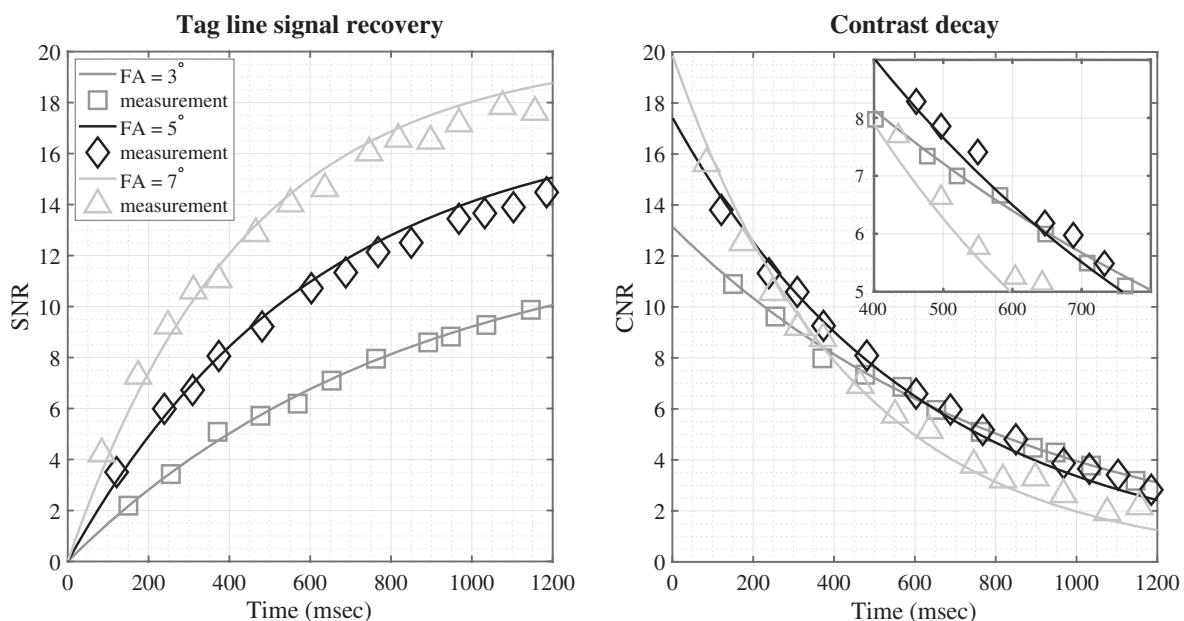 Tag line signal recovery
20
18
16
14
12
10
8
6
4
2
0
SNR
FA = 3°
measurement
FA = 5°
measurement
FA = 7°
measurement
0 200 400 600 800 1000 1200
Time (msec)
Contrast decay
20
18
16
14
12
10
8
6
4
2
0
CNR
8
7
6
5
400 500 600 700
0 200 400 600 800 1000 1200
Time (msec)